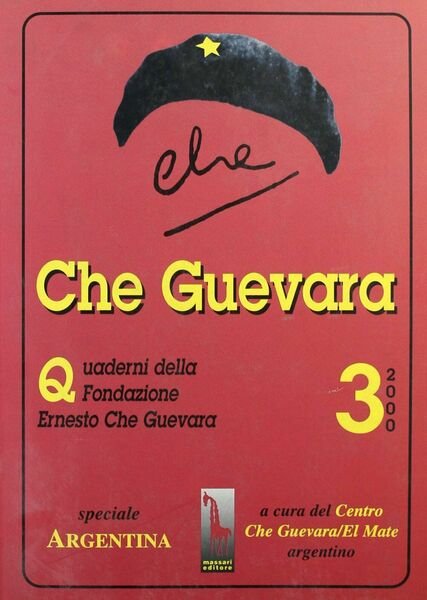 che
Che Guevara
Quaderni della
Fondazione
Ernesto Che Guevara
3
2000
speciale
ARGENTINA
massari
editore
a cura del Centro
Che Guevara/El Mate
argentino